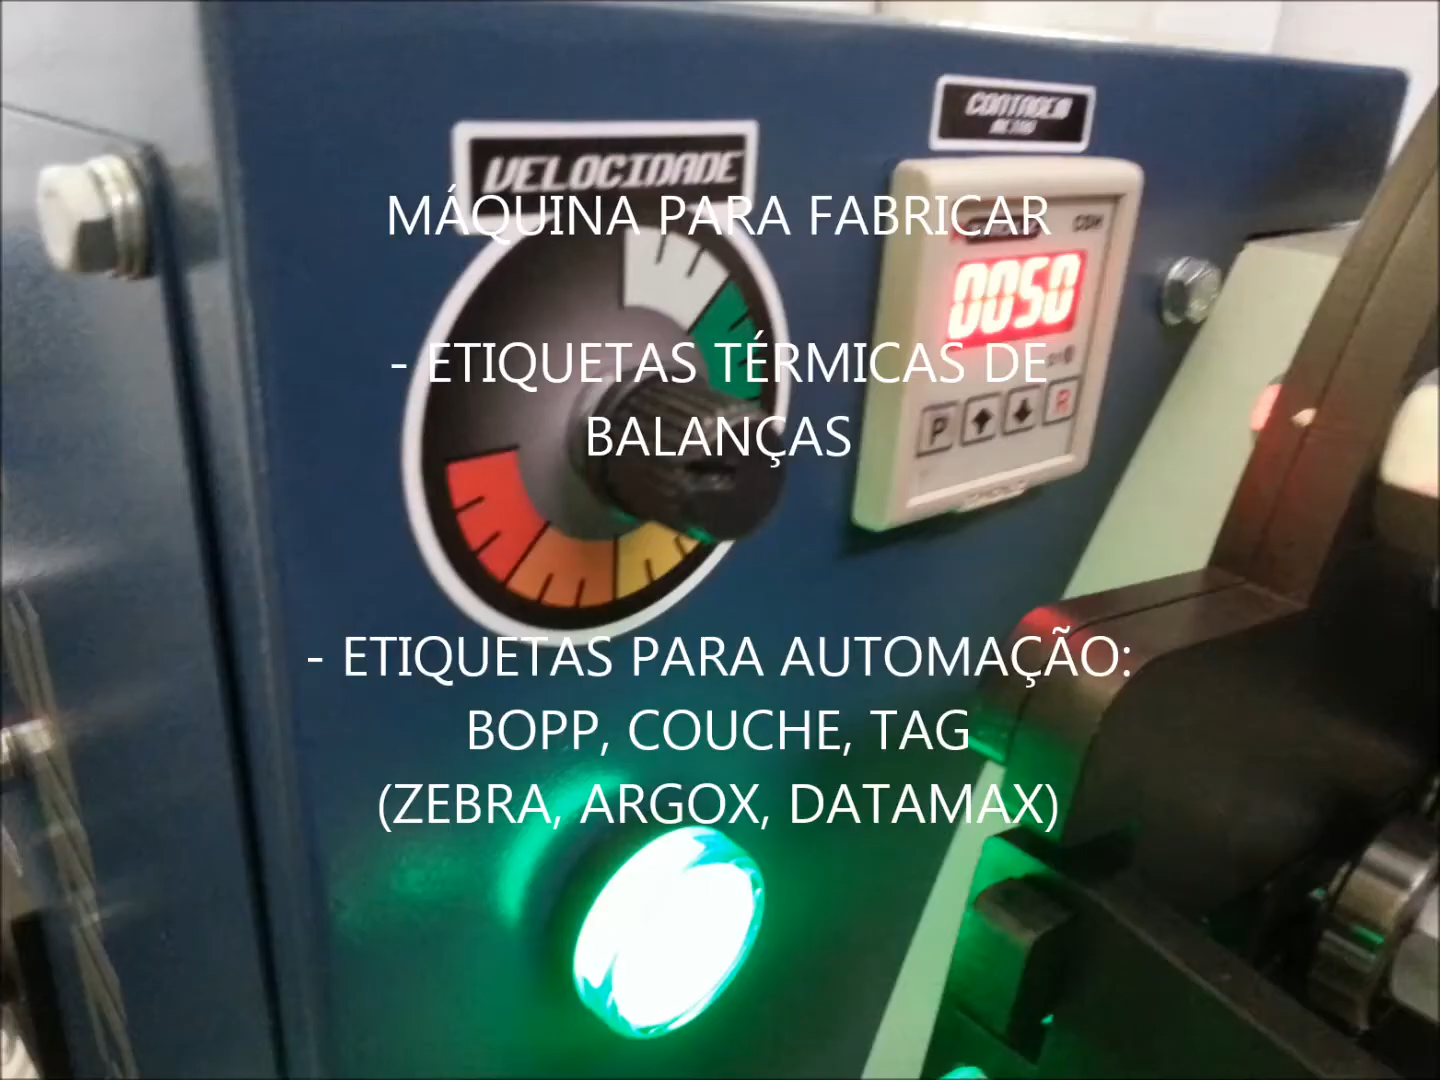 CONTAGEM
VELOCIDADE
MÁQUINA PARA FABRICAR
0050
- ETIQUETAS TÉRMICAS DE
BALANÇAS
P
R
- ETIQUETAS PARA AUTOMAÇÃO:
BOPP, COUCHE, TAG
(ZEBRA, ARGOX, DATAMAX)